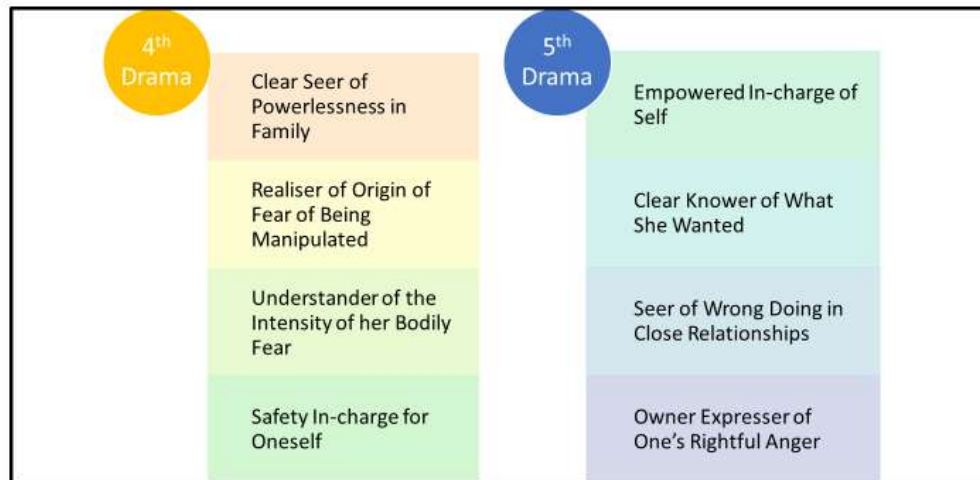 4th
Drama
Clear Seer of
Powerlessness in
Family
Realiser of Origin of
Fear of Being
Manipulated
Understander of the
Intensity of her Bodily
Fear
Safety In-charge for
Oneself
5th
Drama
Empowered In-charge of
Self
Clear Knower of What
She Wanted
Seer of Wrong Doing in
Close Relationships
Owner Expresser of
One's Rightful Anger